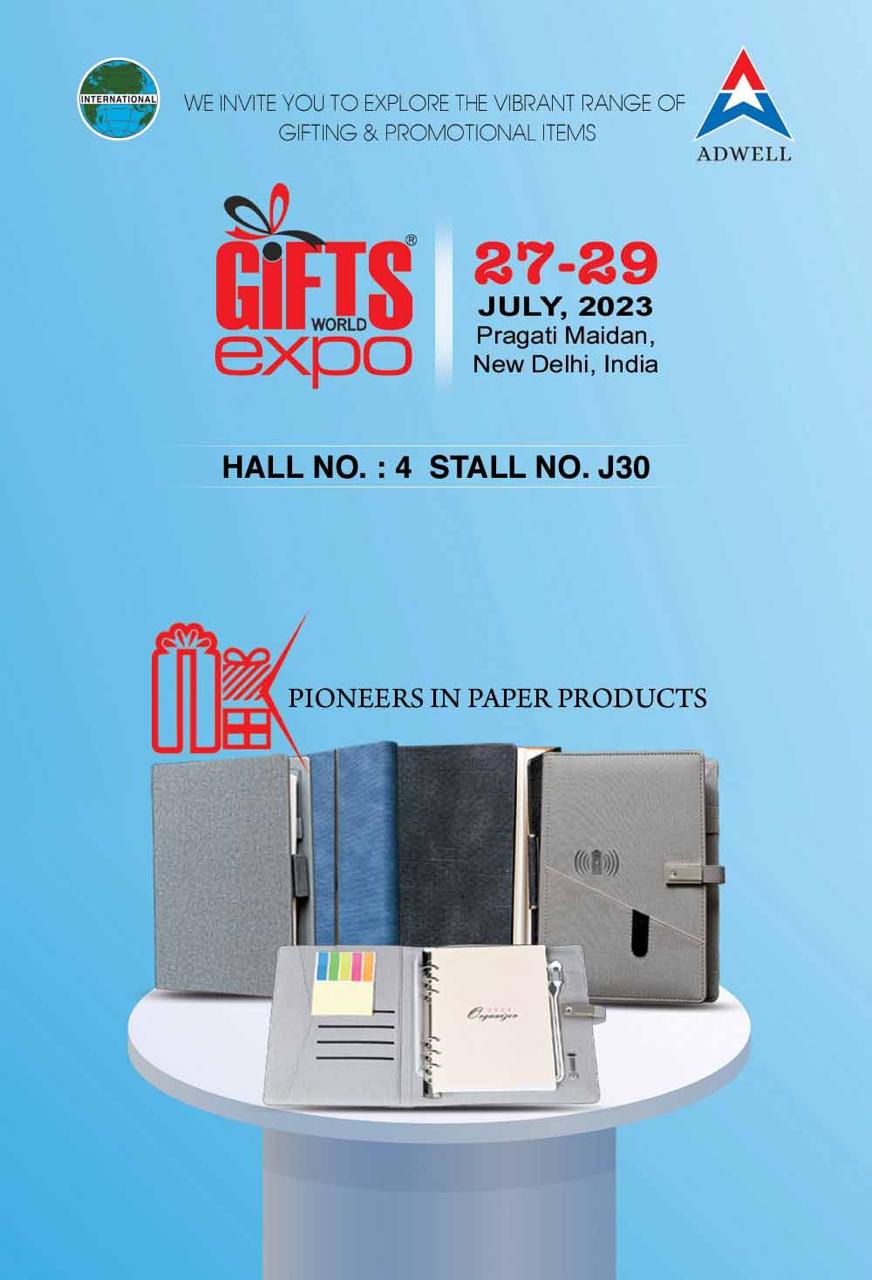 INTERNATIONAL
WE INVITE YOU TO EXPLORE THE VIBRANT RANGE OF
GIFTING & PROMOTIONAL ITEMS
ADWELL
GiFTS®
WORLD
expo
27-29
JULY, 2023
Pragati Maidan,
New Delhi, India
HALL NO. : 4 STALL NO. J30
PIONEERS IN PAPER PRODUCTS
Organizer